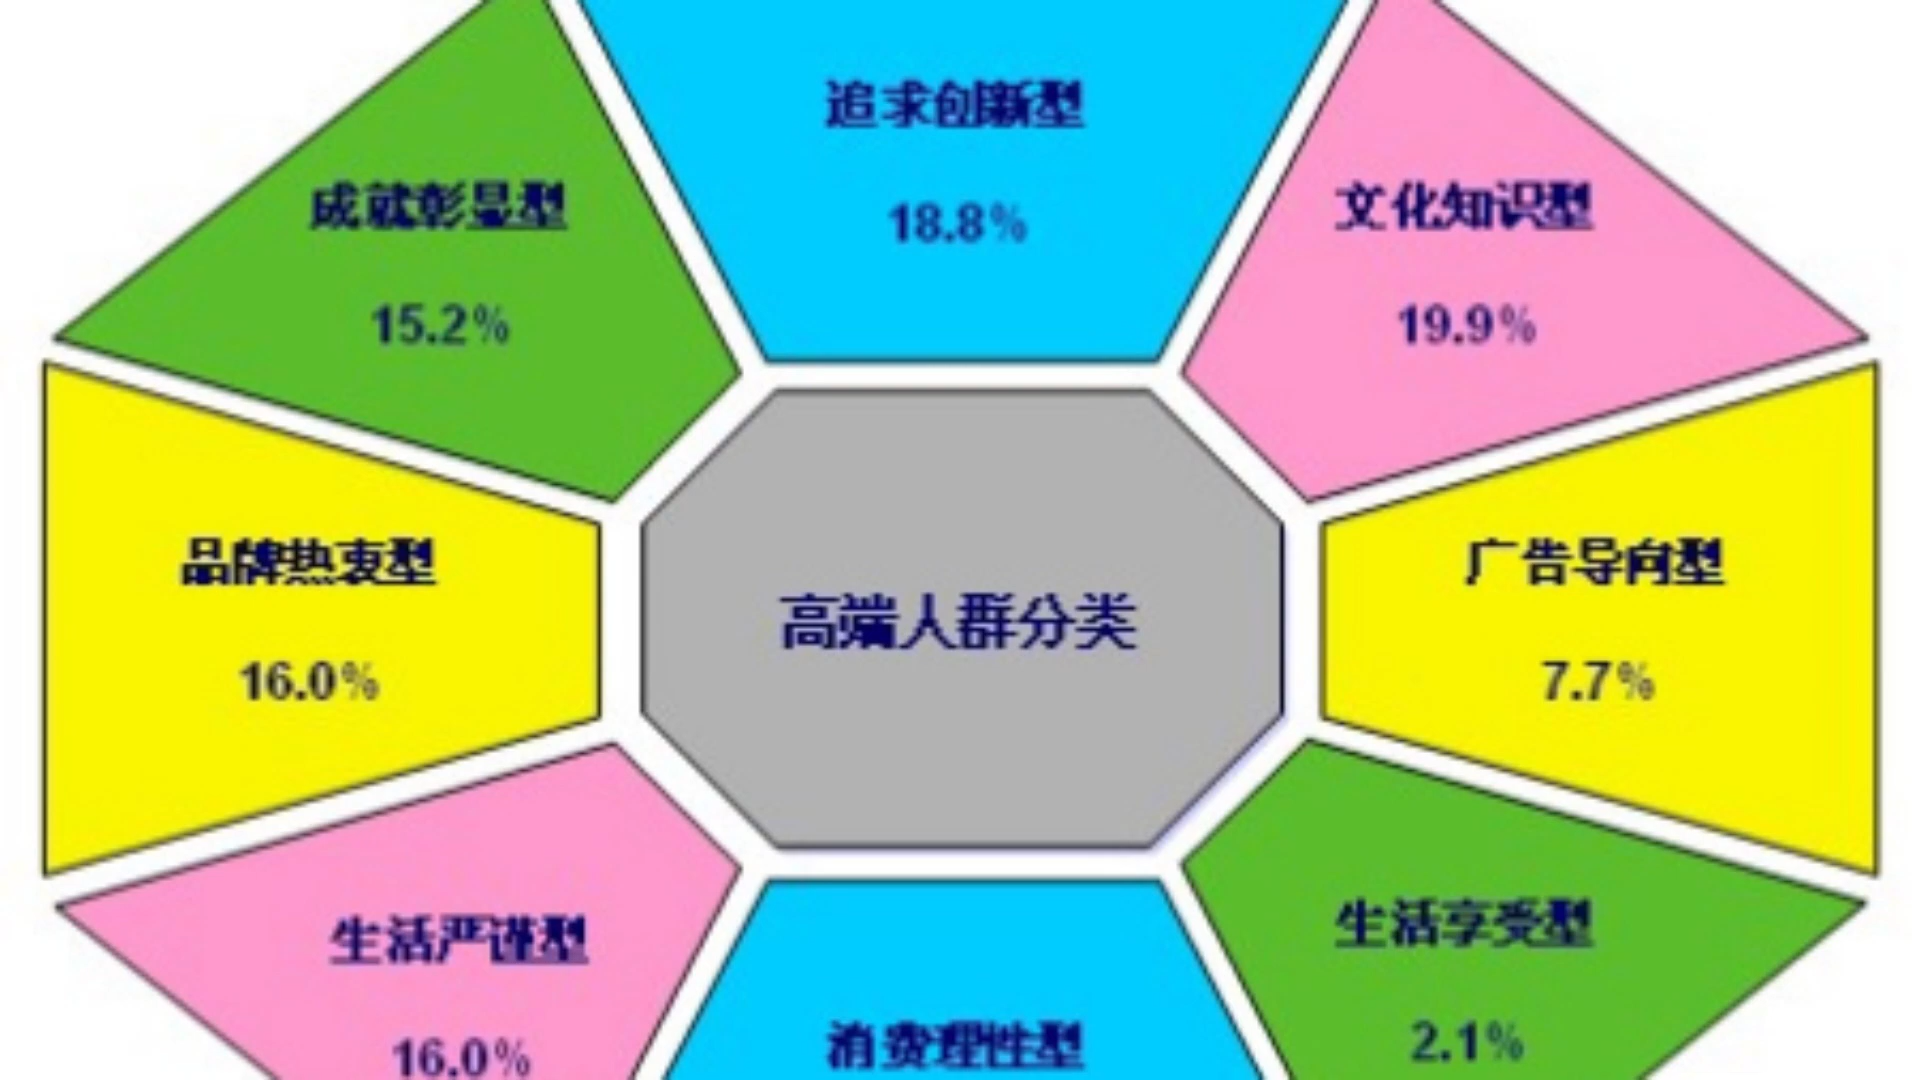 追求创新型
18.8%
成就彰显型
15.2%
文化知识型
19.9%
品牌热衷型
16.0%
高端人群分类
广告导向型
7.7%
生活严谨型
16.0%
生活享受型
2.1%
消费理性型